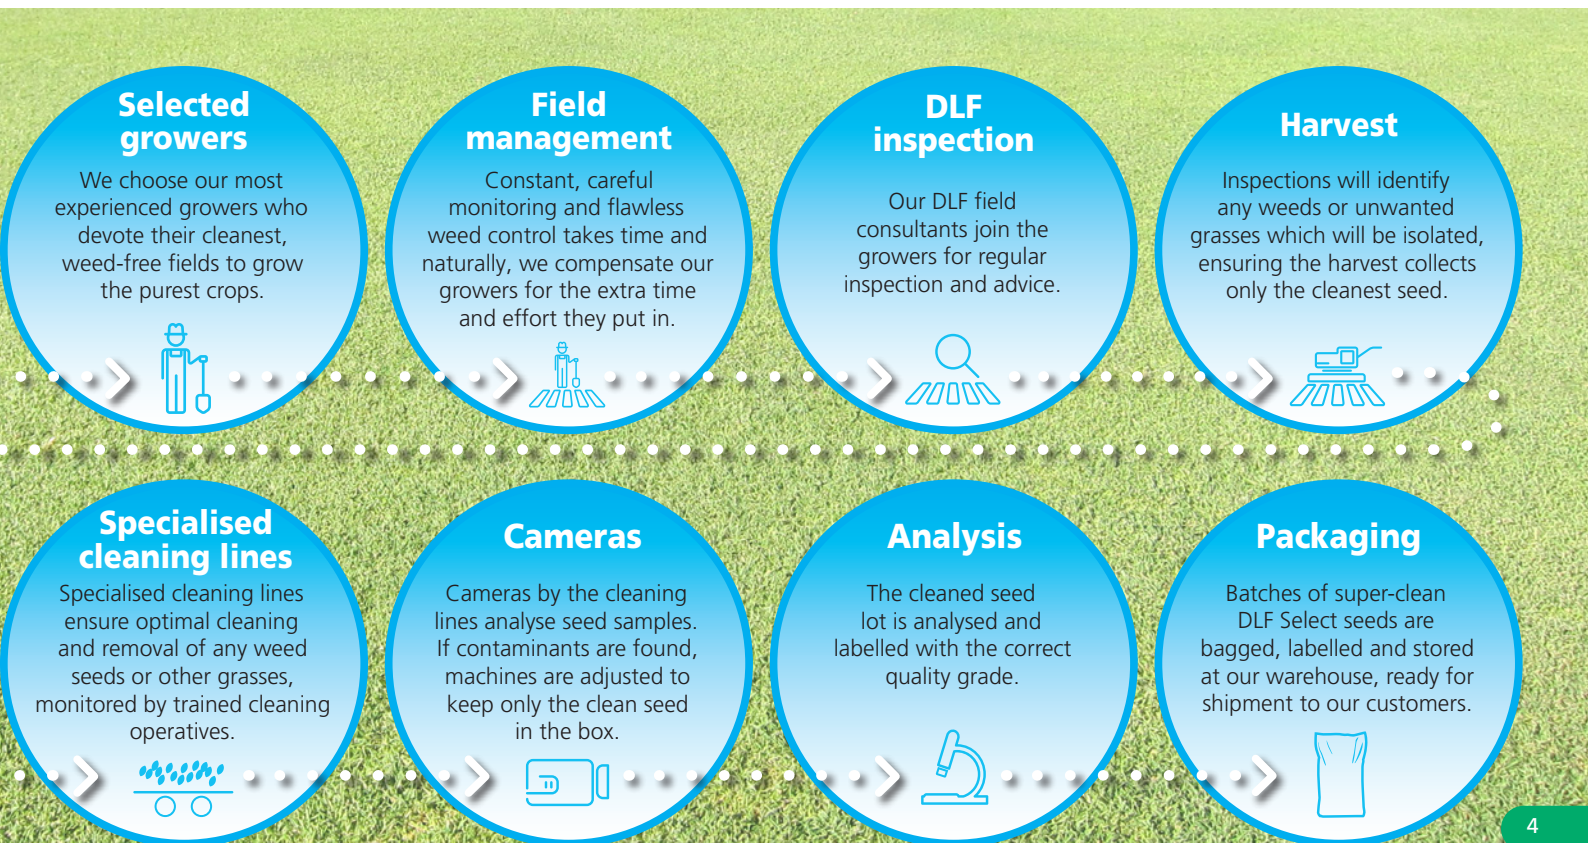 Selected
growers
We choose our most
experienced growers who
devote their cleanest,
weed-free fields to grow
the purest crops.
Field
management
Constant, careful
monitoring and flawless
weed control takes time and
naturally, we compensate our
growers for the extra time
and effort they put in.
DLF
inspection
Our DLF field
consultants join the
growers for regular
inspection and advice.
Harvest
Inspections will identify
any weeds or unwanted
grasses which will be isolated,
ensuring the harvest collects
only the cleanest seed.
Specialised
cleaning lines
Specialised cleaning lines
ensure optimal cleaning
and removal of any weed
seeds or other grasses,
monitored by trained cleaning
operatives.
Cameras
Cameras by the cleaning
lines analyse seed samples.
If contaminants are found,
machines are adjusted to
keep only the clean seed
in the box.
Analysis
The cleaned seed
lot is analysed and
labelled with the correct
quality grade.
Packaging
Batches of super-clean
DLF Select seeds are
bagged, labelled and stored
at our warehouse, ready for
shipment to our customers.
4